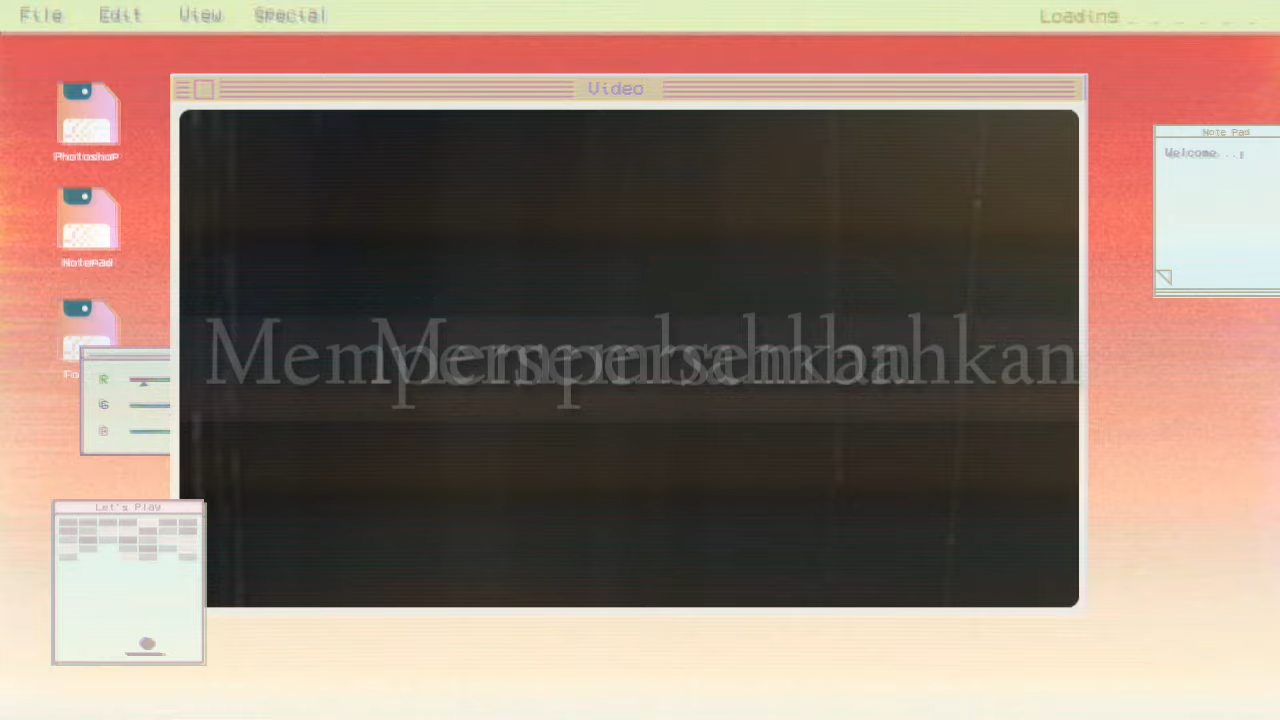 File Edit View Special Loading
Video
Photoshop
Note Pad
Welcome...
Notepad
Mempersembahkan
R
G
B
Let's Play